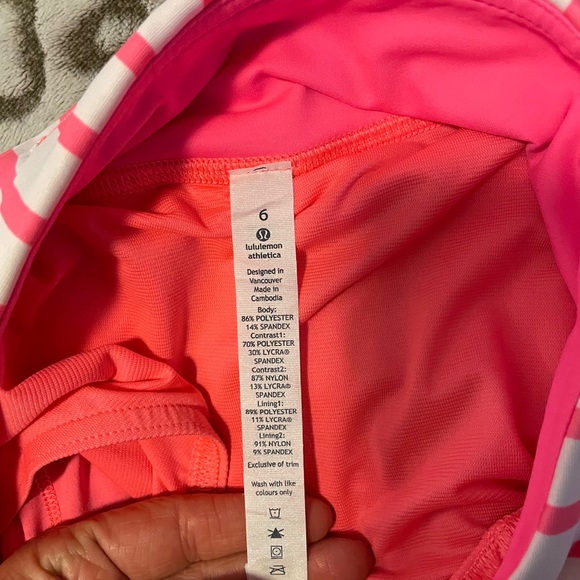 6
lululemon
athletica
Designed in
Vancouver
Made in
Cambodia
Body:
86% POLYESTER
14% SPANDEX
Contrast1:
70% POLYESTER
30% LYCRA®
SPANDEX
Contrast2:
87% NYLON
13% LYCRA®
SPANDEX
Lining1:
89% POLYESTER
11% LYCRA®
SPANDEX
Lining2:
91% NYLON
9% SPANDEX
Exclusive of trim
Wash with like
colours only